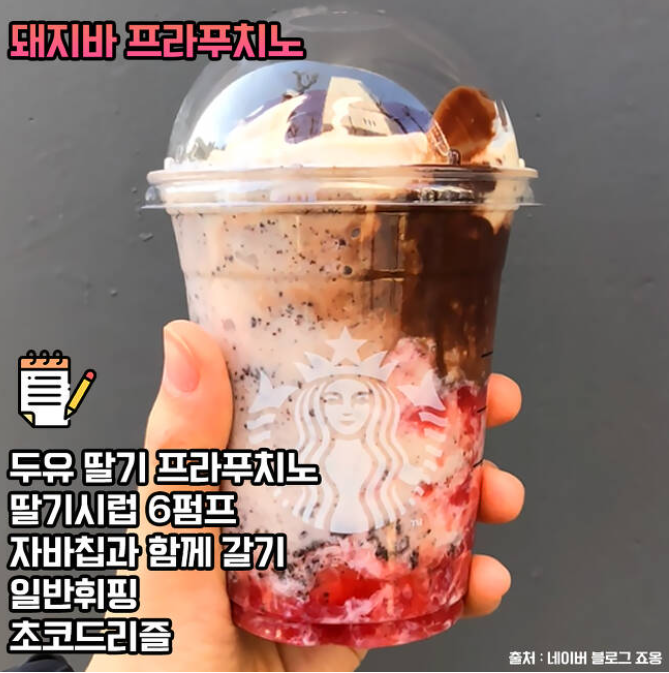 돼지바 프라푸치노
두유 딸기 프라푸치노
딸기시럽 6펌프
자바칩과 함께 갈기
일반휘핑
초코드리즐
출처 : 네이버 블로그 죠옹
TM